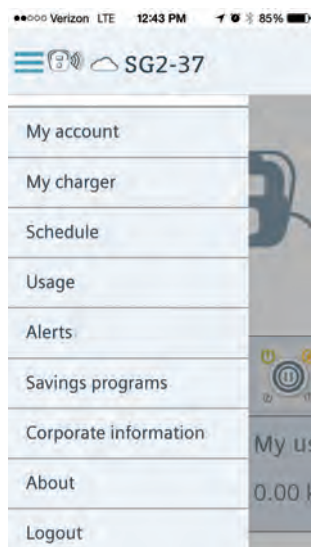 Verizon LTE 12:43 PM 85%
SG2-37
My account
My charger
Schedule
Usage
Alerts
Savings programs
Corporate information
My us
About
0.00 k
Logout